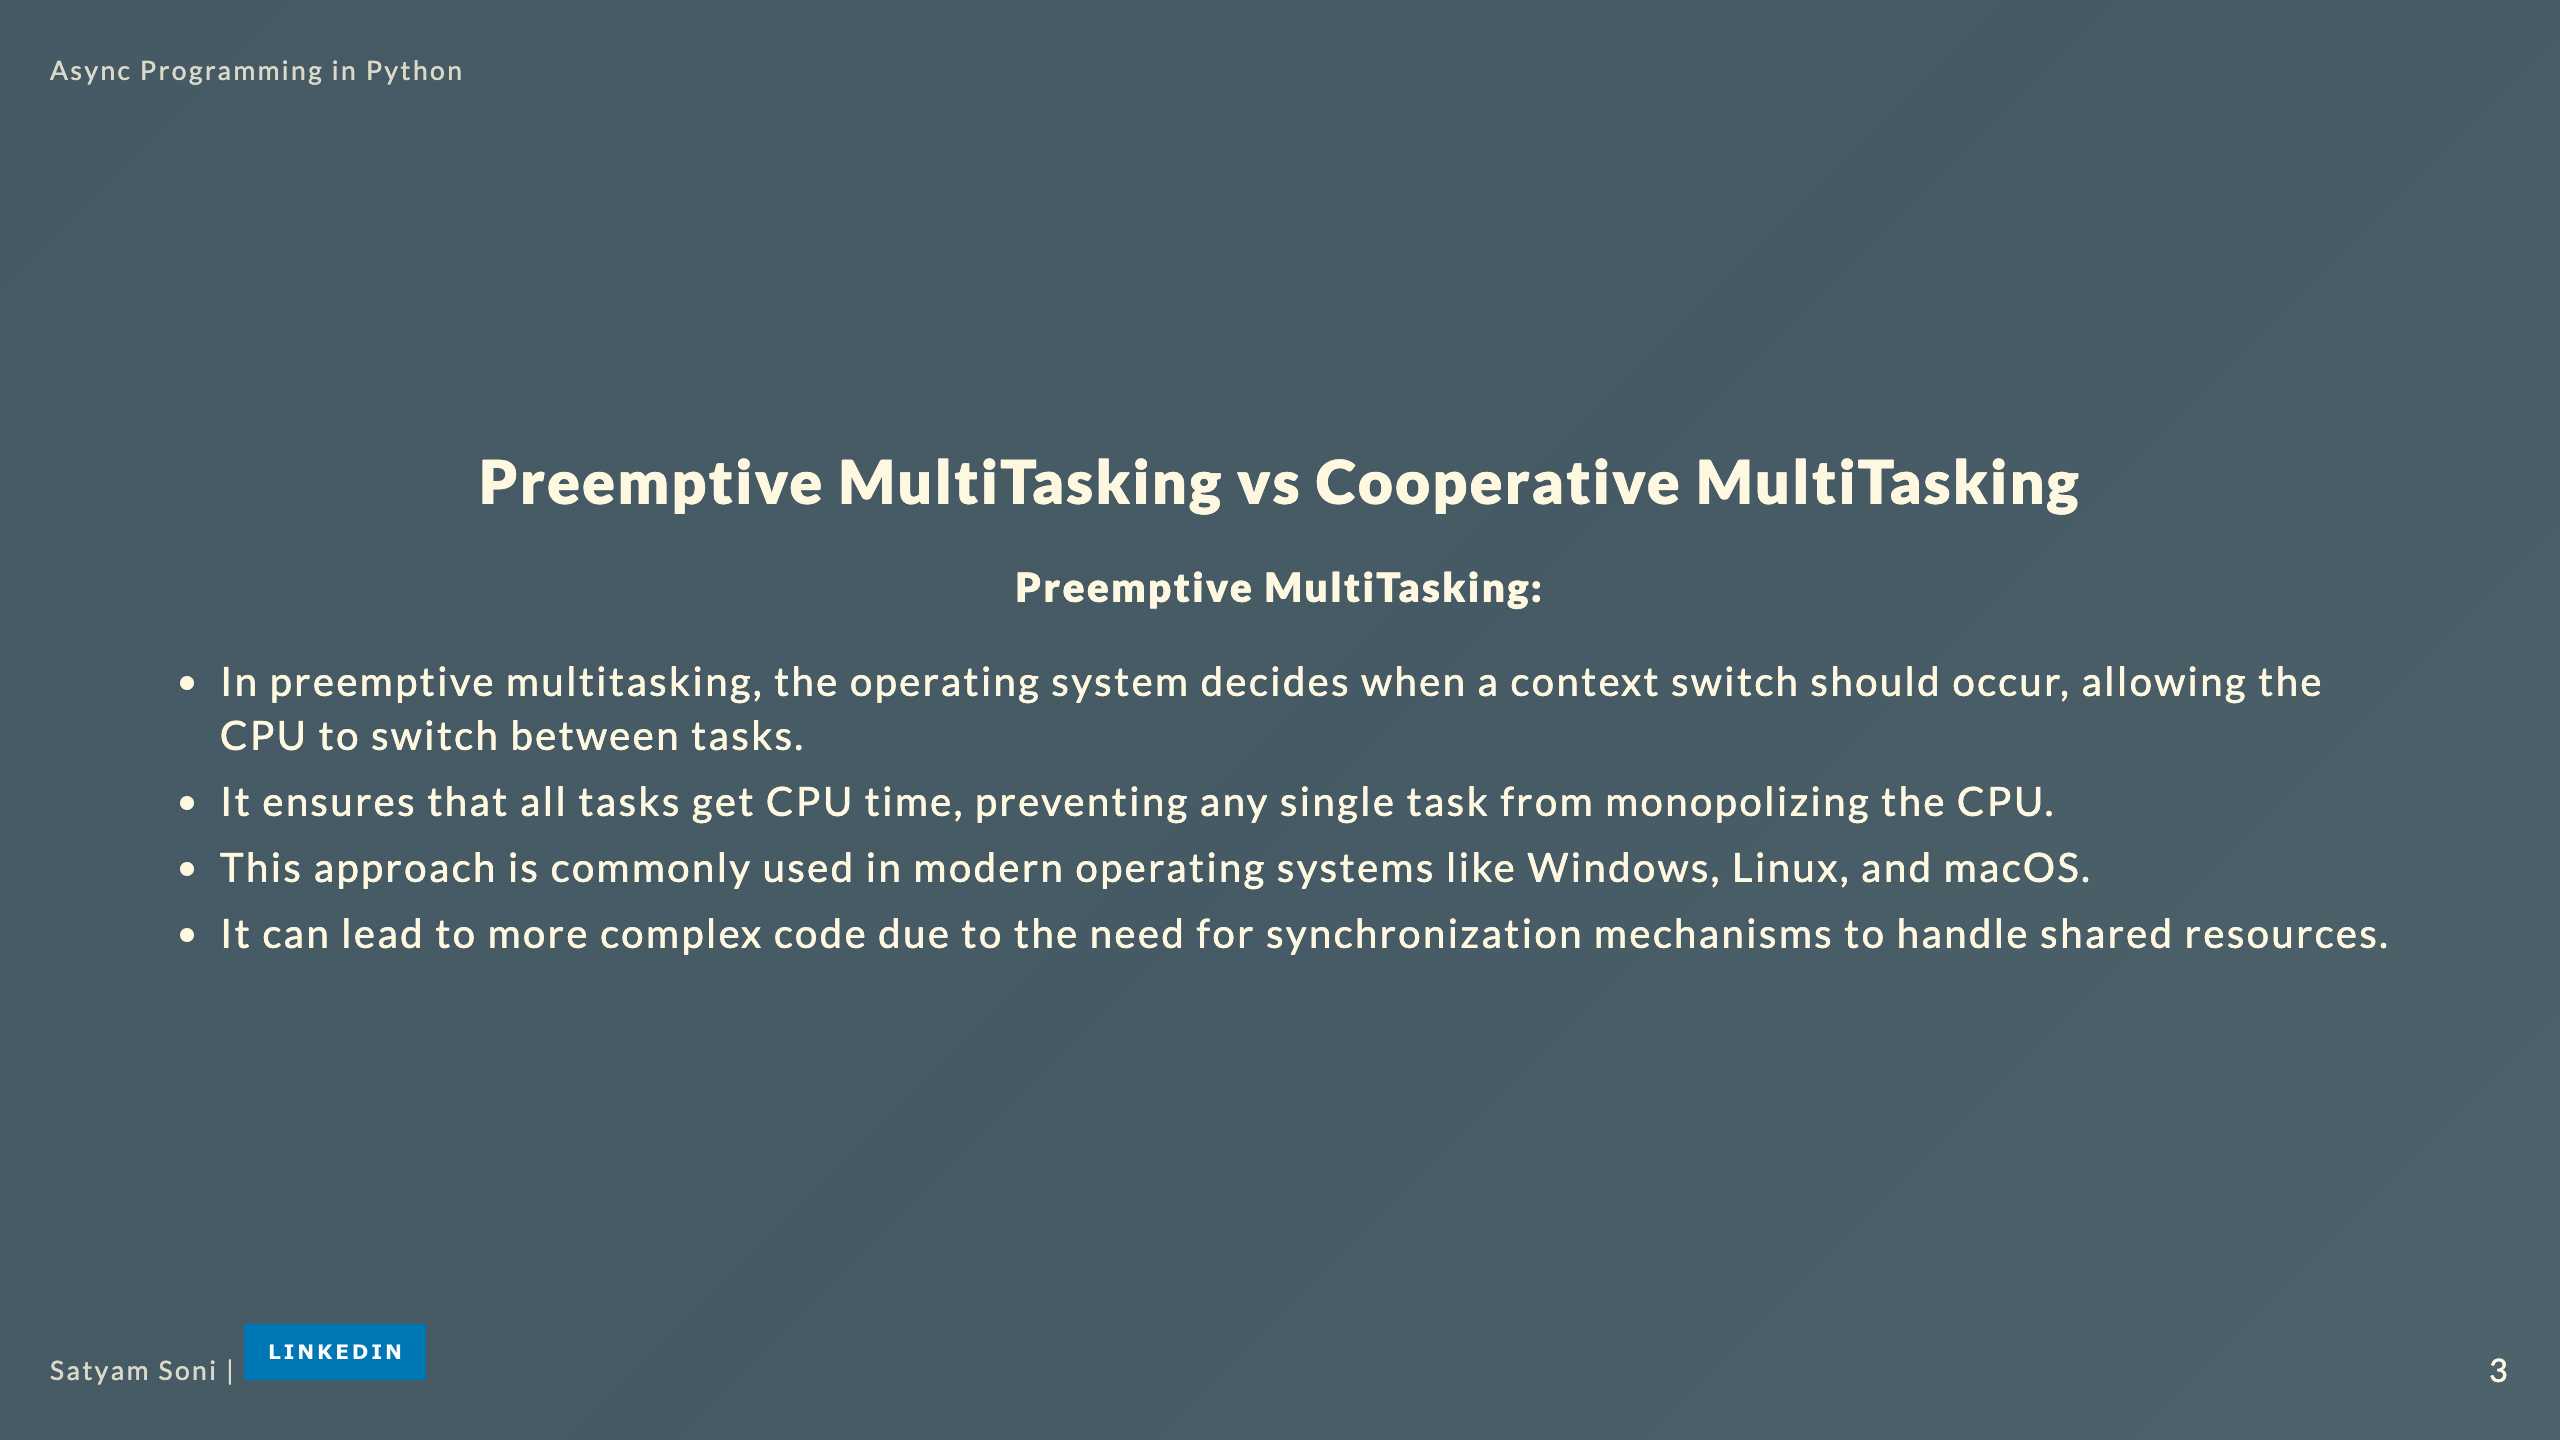 Async Programming in Python
Preemptive MultiTasking vs Cooperative MultiTasking
Preemptive MultiTasking:
• In preemptive multitasking, the operating system decides when a context switch should occur, allowing the
CPU to switch between tasks.
• It ensures that all tasks get CPU time, preventing any single task from monopolizing the CPU.
• This approach is commonly used in modern operating systems like Windows, Linux, and macOS.
• It can lead to more complex code due to the need for synchronization mechanisms to handle shared resources.
Satyam Soni | LINKEDIN
3